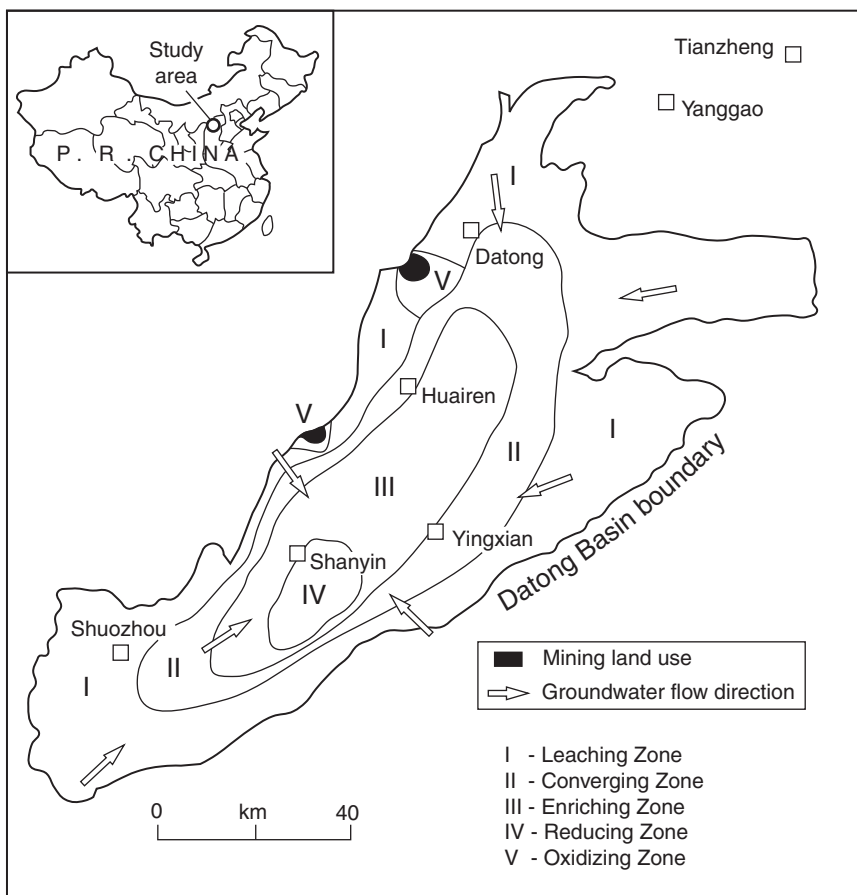 Study
area
P. R. CHINA
Tianzheng
Yanggao
I
Datong
V
I
Huairen
V
I
II
III
Yingxian
Shanyin
IV
Datong Basin boundary
Shuozhou
II
I
Mining land use
Groundwater flow direction
0 km 40
I - Leaching Zone
II - Converging Zone
III - Enriching Zone
IV - Reducing Zone
V - Oxidizing Zone